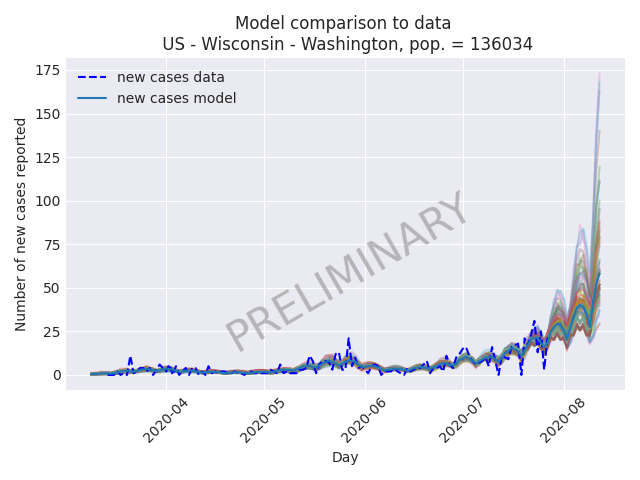 Model comparison to data
US - Wisconsin - Washington, pop. = 136034
175
150
125
100
75
50
25
0
new cases data
new cases model
PRELIMINARY
Number of new cases reported
2020-04
2020-05
2020-06
2020-07
2020-08
Day